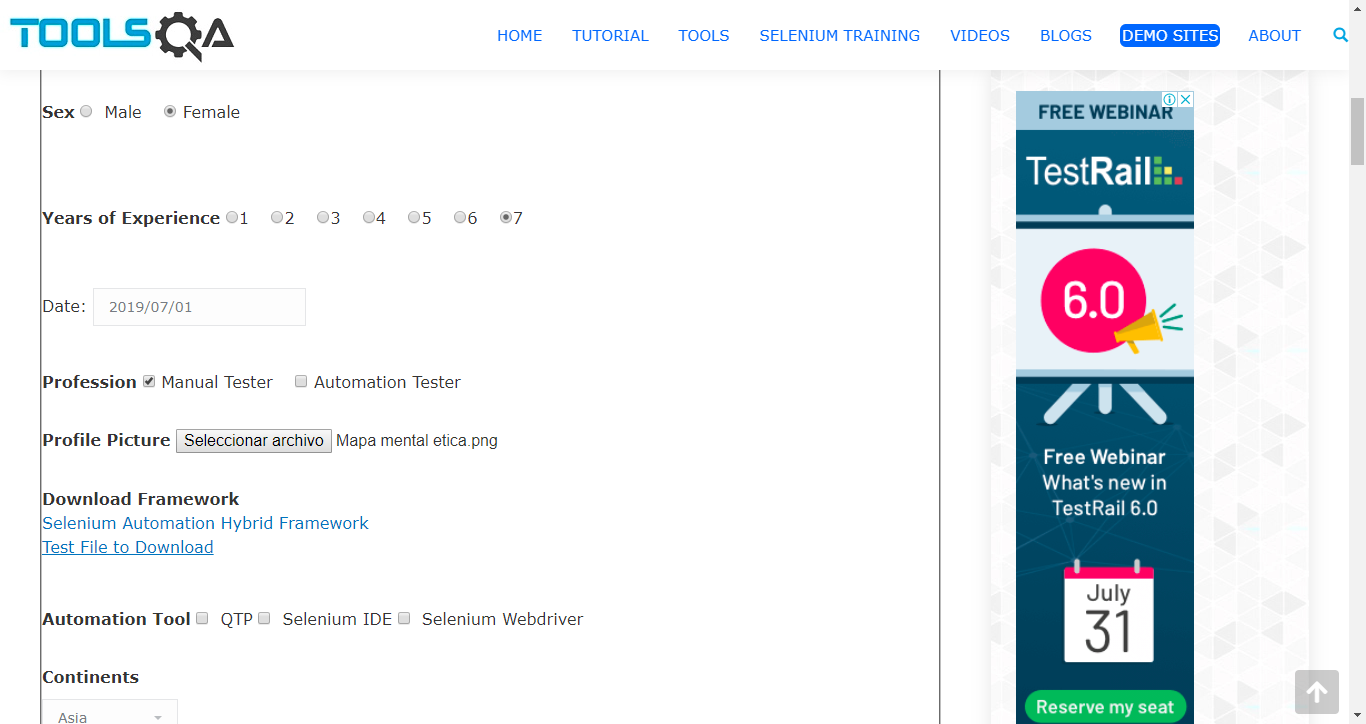 TOOLSQA
HOME TUTORIAL TOOLS SELENIUM TRAINING VIDEOS BLOGS DEMO SITES ABOUT
Sex Male Female
Years of Experience 1 2 3 4 5 6 7
Date: 2019/07/01
Profession Manual Tester Automation Tester
Profile Picture Seleccionar archivo Mapa mental etica.png
Download Framework
Selenium Automation Hybrid Framework
Test File to Download
Automation Tool QTP Selenium IDE Selenium Webdriver
Continents
Asia
FREE WEBINAR
TestRail
6.0
Free Webinar
What's new in
TestRail 6.0
July
31
Reserve my seat